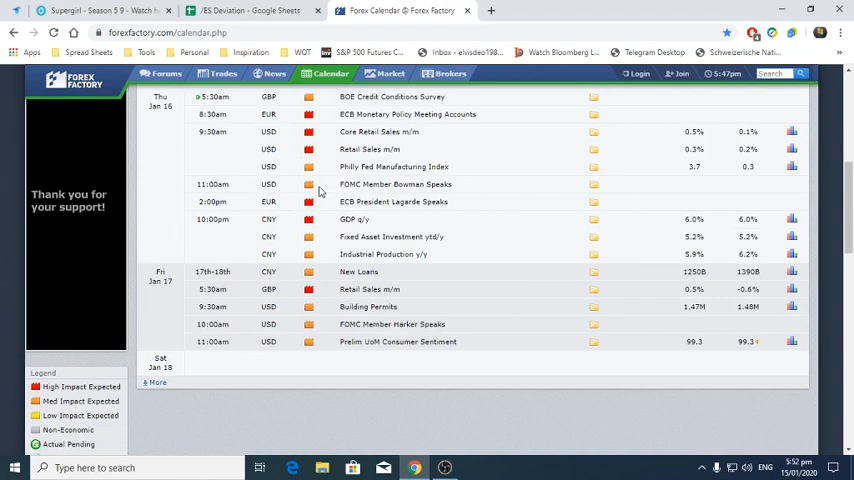 Supergirl - Season 5 9 - Watch h
/ES Deviation - Google Sheets
Forex Calendar @ Forex Factory
forexfactory.com/calendar.php
Apps
Spread Sheets
To Do
Personal
Inspiration
WOT
S&P 500 Futures C...
Inbox - elvisdeo198...
Watch Bloomberg L...
Telegram Desktop
Schweizerische Nati...
FOREX FACTORY
Forums
Trades
News
Calendar
Market
Brokers
Login
Join
5:47pm
Search
Thu Jan 16
5:30am GBP BOE Credit Conditions Survey
8:30am EUR ECB Monetary Policy Meeting Accounts
9:30am USD Core Retail Sales m/m 0.5% 0.1%
USD Retail Sales m/m 0.3% 0.2%
USD Philly Fed Manufacturing Index 3.7 0.3
11:00am USD FOMC Member Bowman Speaks
2:00pm EUR ECB President Lagarde Speaks
10:00pm CNY GDP q/y 6.0% 6.0%
CNY Fixed Asset Investment ytd/y 5.2% 5.2%
CNY Industrial Production y/y 5.9% 6.2%
Fri Jan 17
17th-18th CNY New Loans 1250B 1390B
5:30am GBP Retail Sales m/m 0.5% -0.6%
9:30am USD Building Permits 1.47M 1.48M
10:00am USD FOMC Member Harker Speaks
11:00am USD Prelim UoM Consumer Sentiment 99.3 99.3
Sat Jan 18
More
Thank you for
your support!
Legend
High Impact Expected
Med Impact Expected
Low Impact Expected
Non-Economic
Actual Pending
Type here to search
ENG
5:52 pm
15/01/2020